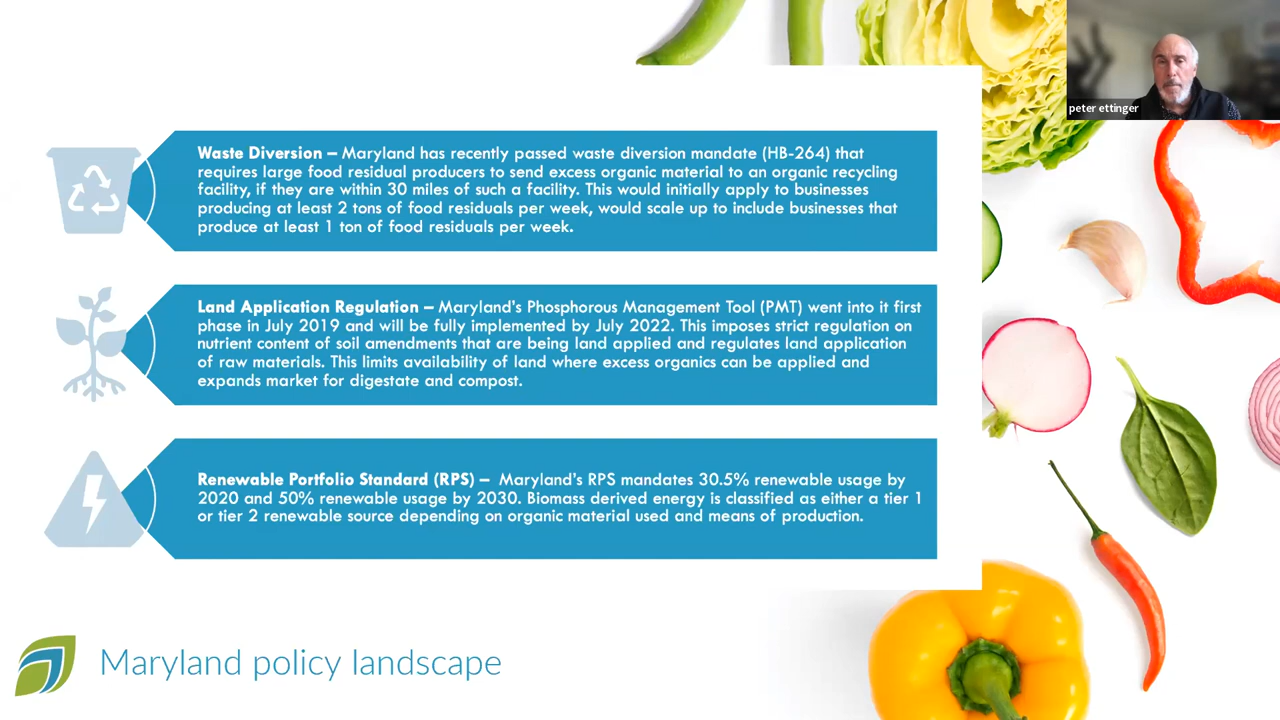 peter ettinger
Waste Diversion – Maryland has recently passed waste diversion mandate (HB-264) that
requires large food residual producers to send excess organic material to an organic recycling
facility, if they are within 30 miles of such a facility. This would initially apply to businesses
producing at least 2 tons of food residuals per week, would scale up to include businesses that
produce at least 1 ton of food residuals per week.
Land Application Regulation – Maryland's Phosphorous Management Tool (PMT) went into it first
phase in July 2019 and will be fully implemented by July 2022. This imposes strict regulation on
nutrient content of soil amendments that are being land applied and regulates land application
of raw materials. This limits availability of land where excess organics can be applied and
expands market for digestate and compost.
Renewable Portfolio Standard (RPS) – Maryland's RPS mandates 30.5% renewable usage by
2020 and 50% renewable usage by 2030. Biomass derived energy is classified as either a tier 1
or tier 2 renewable source depending on organic material used and means of production.
Maryland policy landscape